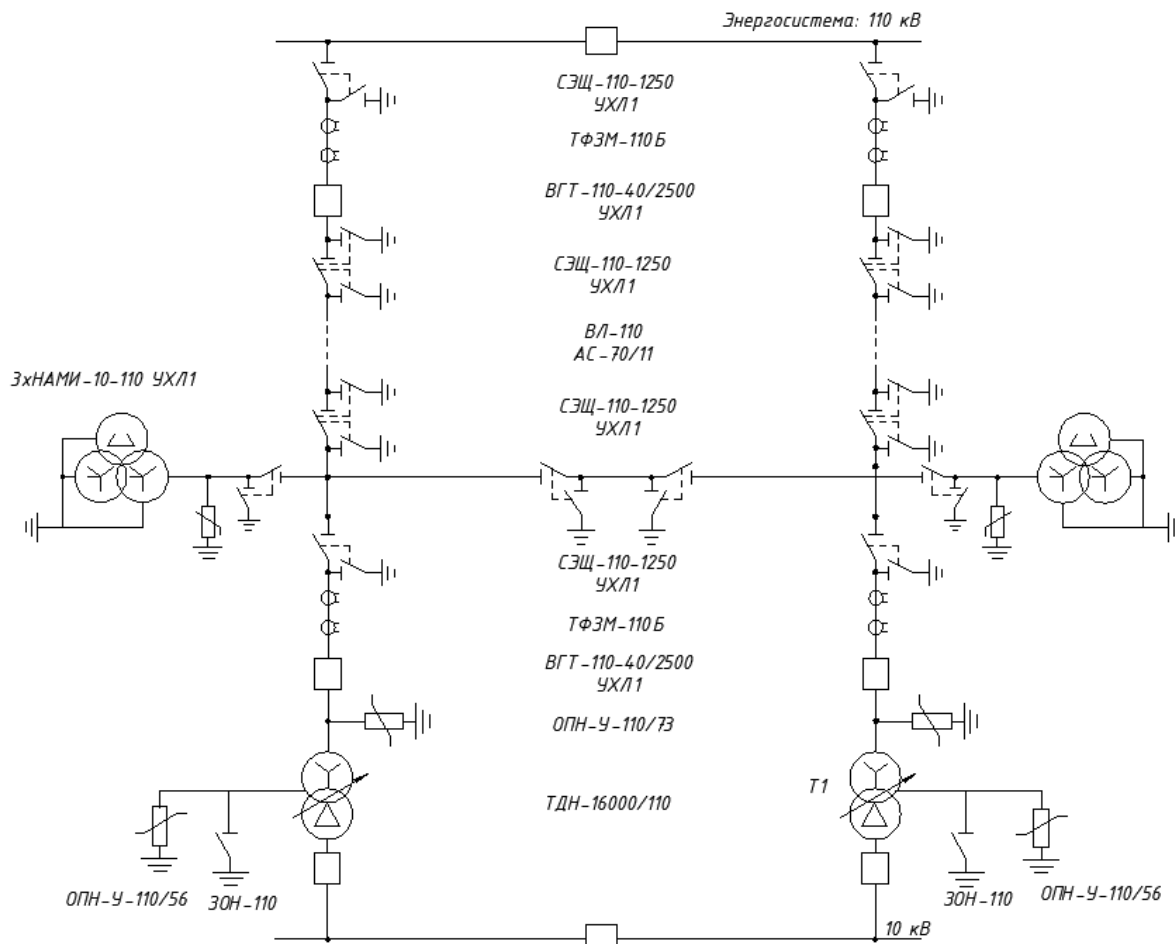 Энергосистема: 110 кВ
СЭЩ-110-1250
УХЛ1
ТФЗМ-110Б
ВГТ-110-40/2500
УХЛ1
СЭЩ-110-1250
УХЛ1
ВЛ-110
АС-70/11
3хНАМИ-10-110 УХЛ1
СЭЩ-110-1250
УХЛ1
СЭЩ-110-1250
УХЛ1
ТФЗМ-110Б
ВГТ-110-40/2500
УХЛ1
ОПН-У-110/73
ТДН-16000/110
Т1
ОПН-У-110/56
ЗОН-110
ЗОН-110
ОПН-У-110/56
10 кВ